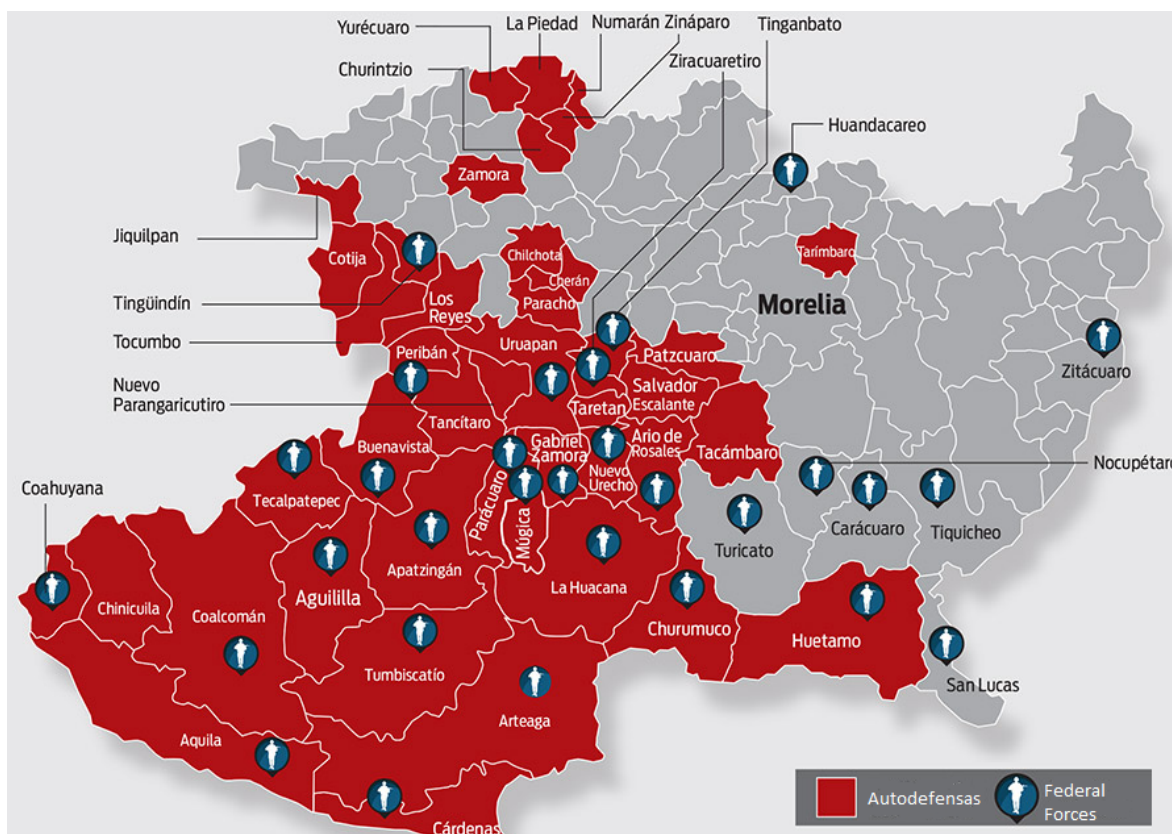 Yurécuaro
La Piedad
Numarán Zináparo
Tinganbato
Churintzio
Ziracuaretiro
Huandacareo
Zamora
Jiquilpan
Cotija
Chilchota
Tarímbaro
Cherán
Tingüindín
Los
Reyes
Paracho
Morelia
Tocumbo
Uruapan
Peribán
Patzcuaro
Zitácuaro
Nuevo
Parangaricutiro
Salvador
Escalante
Taretan
Tancítaro
Buenavista
Gabriel
Zamora
Ario de
Rosales
Tacámbaro
Nocupétaro
Tecalpatepec
Nuevo
Urecho
Coahuyana
Parácuaro
Múgica
Turicato
Carácuaro
Tiquicheo
Apatzingán
La Huacana
Aguililla
Chinicuila
Coalcomán
Churumuco
Huetamo
Tumbiscatío
San Lucas
Arteaga
Aquila
Cárdenas
Autodefensas
Federal
Forces